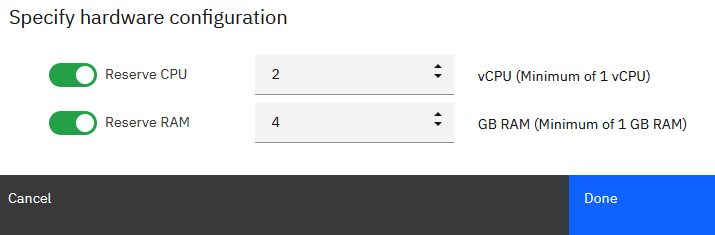 Specify hardware configuration
Reserve CPU 2 vCPU (Minimum of 1 vCPU)
Reserve RAM 4 GB RAM (Minimum of 1 GB RAM)
Cancel Done